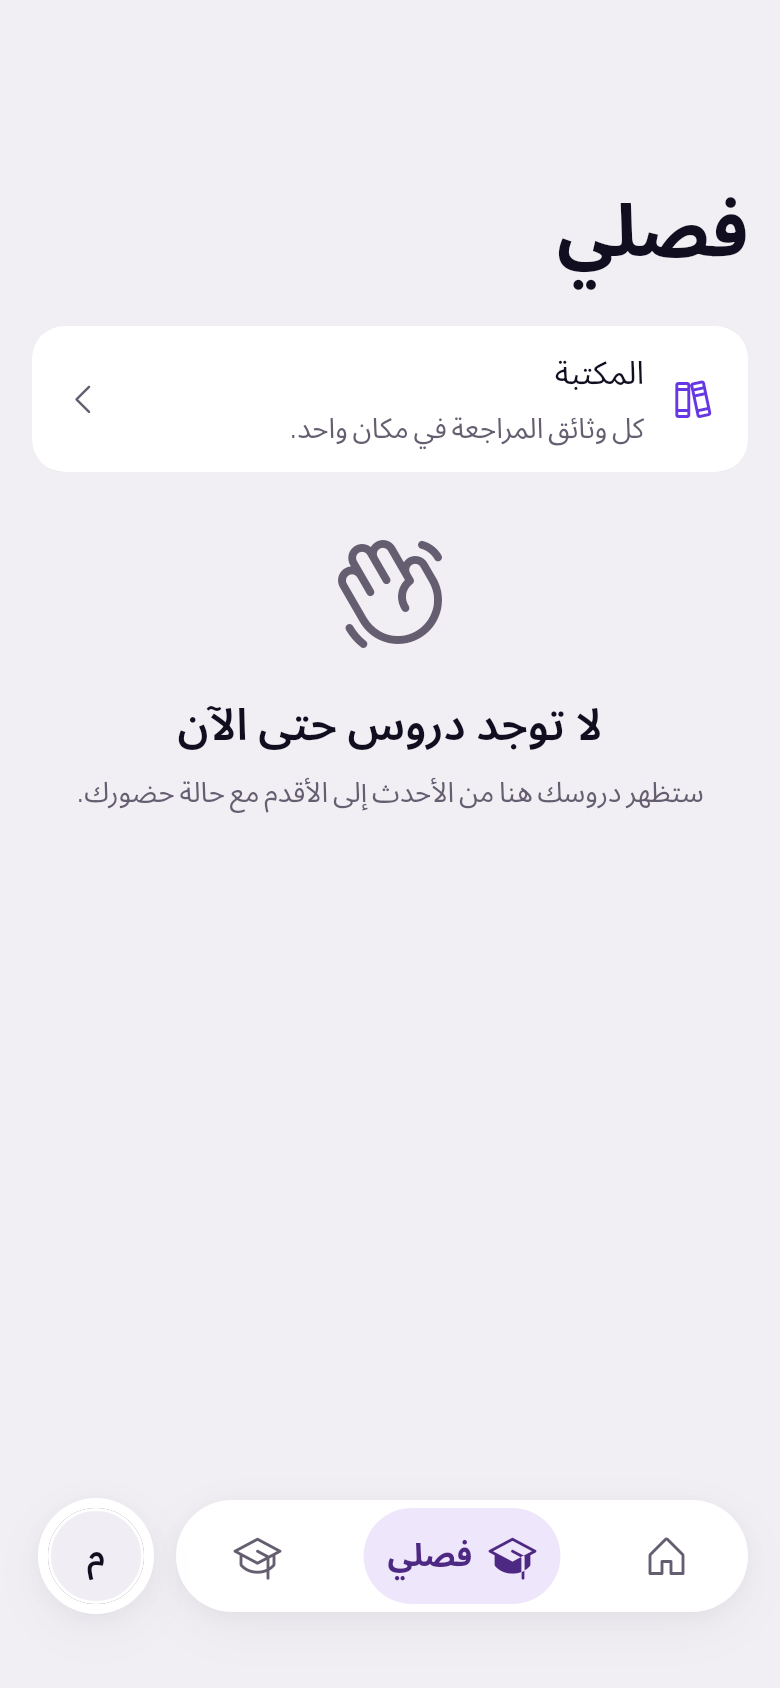 فصلي
المكتبة
كل وثائق المراجعة في مكان واحد.
لا توجد دروس حتى الآن
ستظهر دروسك هنا من الأحدث إلى الأقدم مع حالة حضورك.
فصلي
م